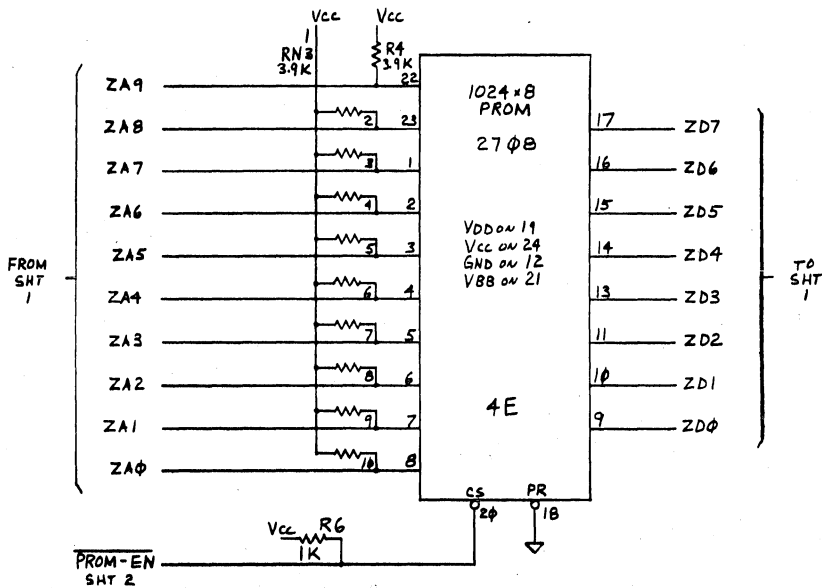 Vcc Vcc
1
RN3
3.9K
R4
3.9K
ZA9 22
ZA8 2 23
ZA7 3 1
ZA6 4 2
ZA5 5 3
ZA4 6 4
ZA3 7 5
ZA2 8 6
ZA1 9 7
ZAØ 1Ø 8
FROM
SHT
1
1024x8
PROM
27Ø8
VDD on 19
Vcc on 24
GND on 12
VBB on 21
4E
CS PR
2Ø 18
17 ZD7
16 ZD6
15 ZD5
14 ZD4
13 ZD3
11 ZD2
1Ø ZD1
9 ZDØ
TO
SHT
1
Vcc R6
1K
PROM-EN
SHT 2